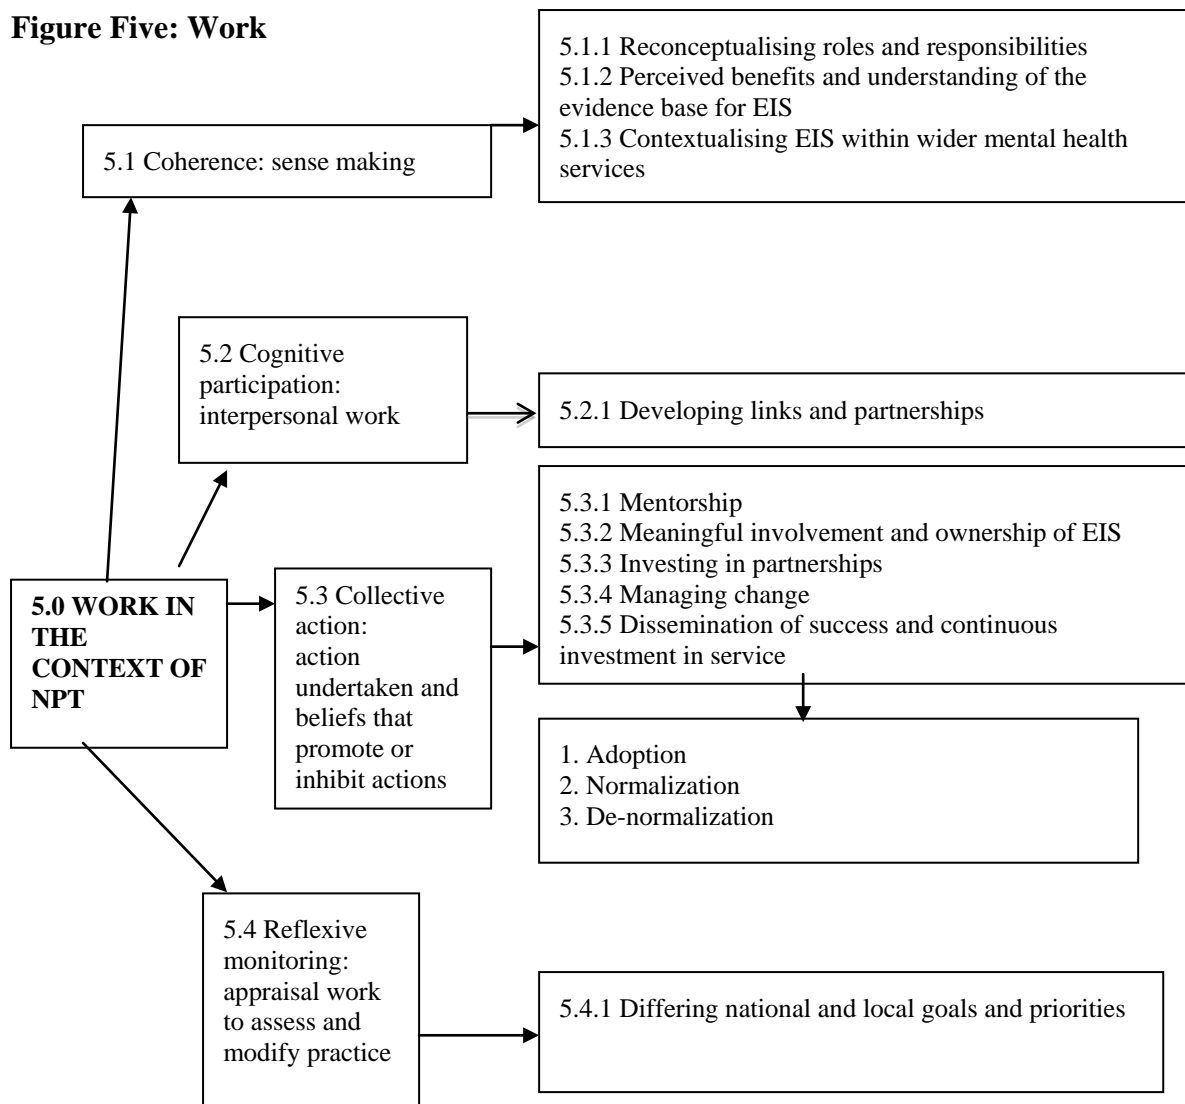 Figure Five: Work
5.1.1 Reconceptualising roles and responsibilities
5.1.2 Perceived benefits and understanding of the
evidence base for EIS
5.1.3 Contextualising EIS within wider mental health
services
5.1 Coherence: sense making
5.2 Cognitive
participation:
interpersonal work
5.2.1 Developing links and partnerships
5.3.1 Mentorship
5.3.2 Meaningful involvement and ownership of EIS
5.3.3 Investing in partnerships
5.3.4 Managing change
5.3.5 Dissemination of success and continuous
investment in service
5.0 WORK IN
THE
CONTEXT OF
NPT
5.3 Collective
action:
action
undertaken and
beliefs that
promote or
inhibit actions
1. Adoption
2. Normalization
3. De-normalization
5.4 Reflexive
monitoring:
appraisal work
to assess and
modify practice
5.4.1 Differing national and local goals and priorities